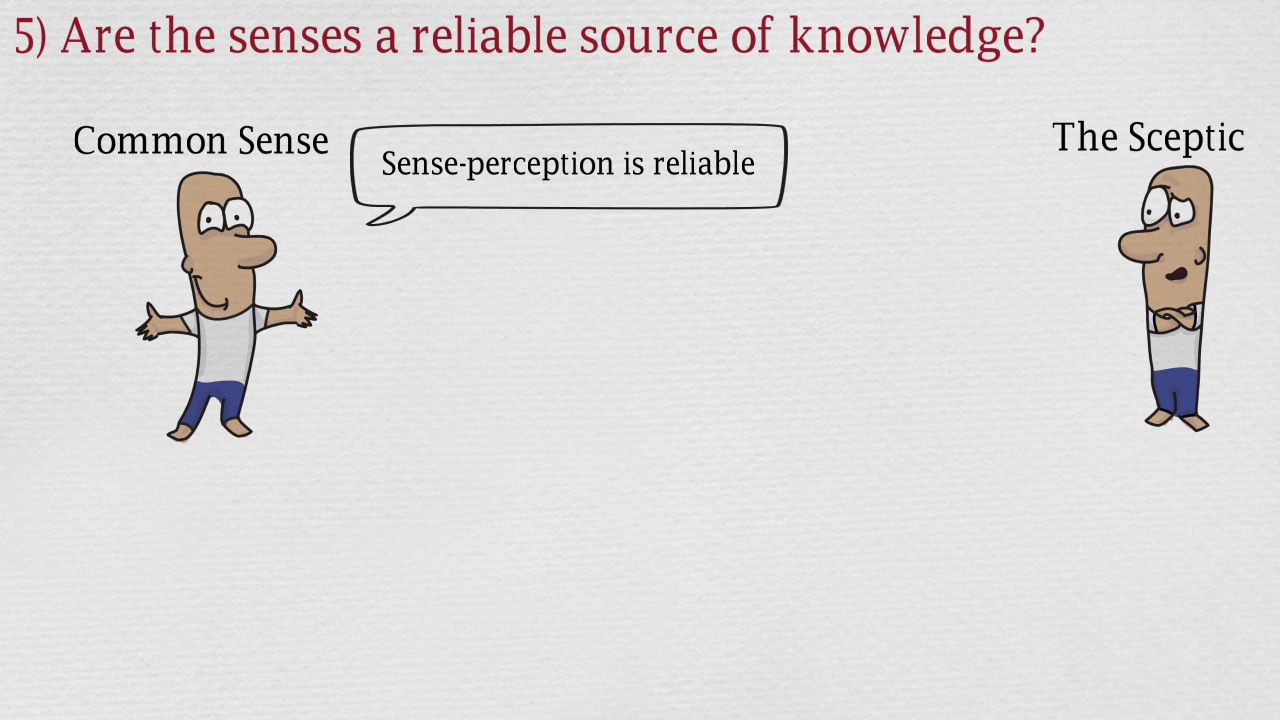 5) Are the senses a reliable source of knowledge?
Common Sense
Sense-perception is reliable
The Sceptic